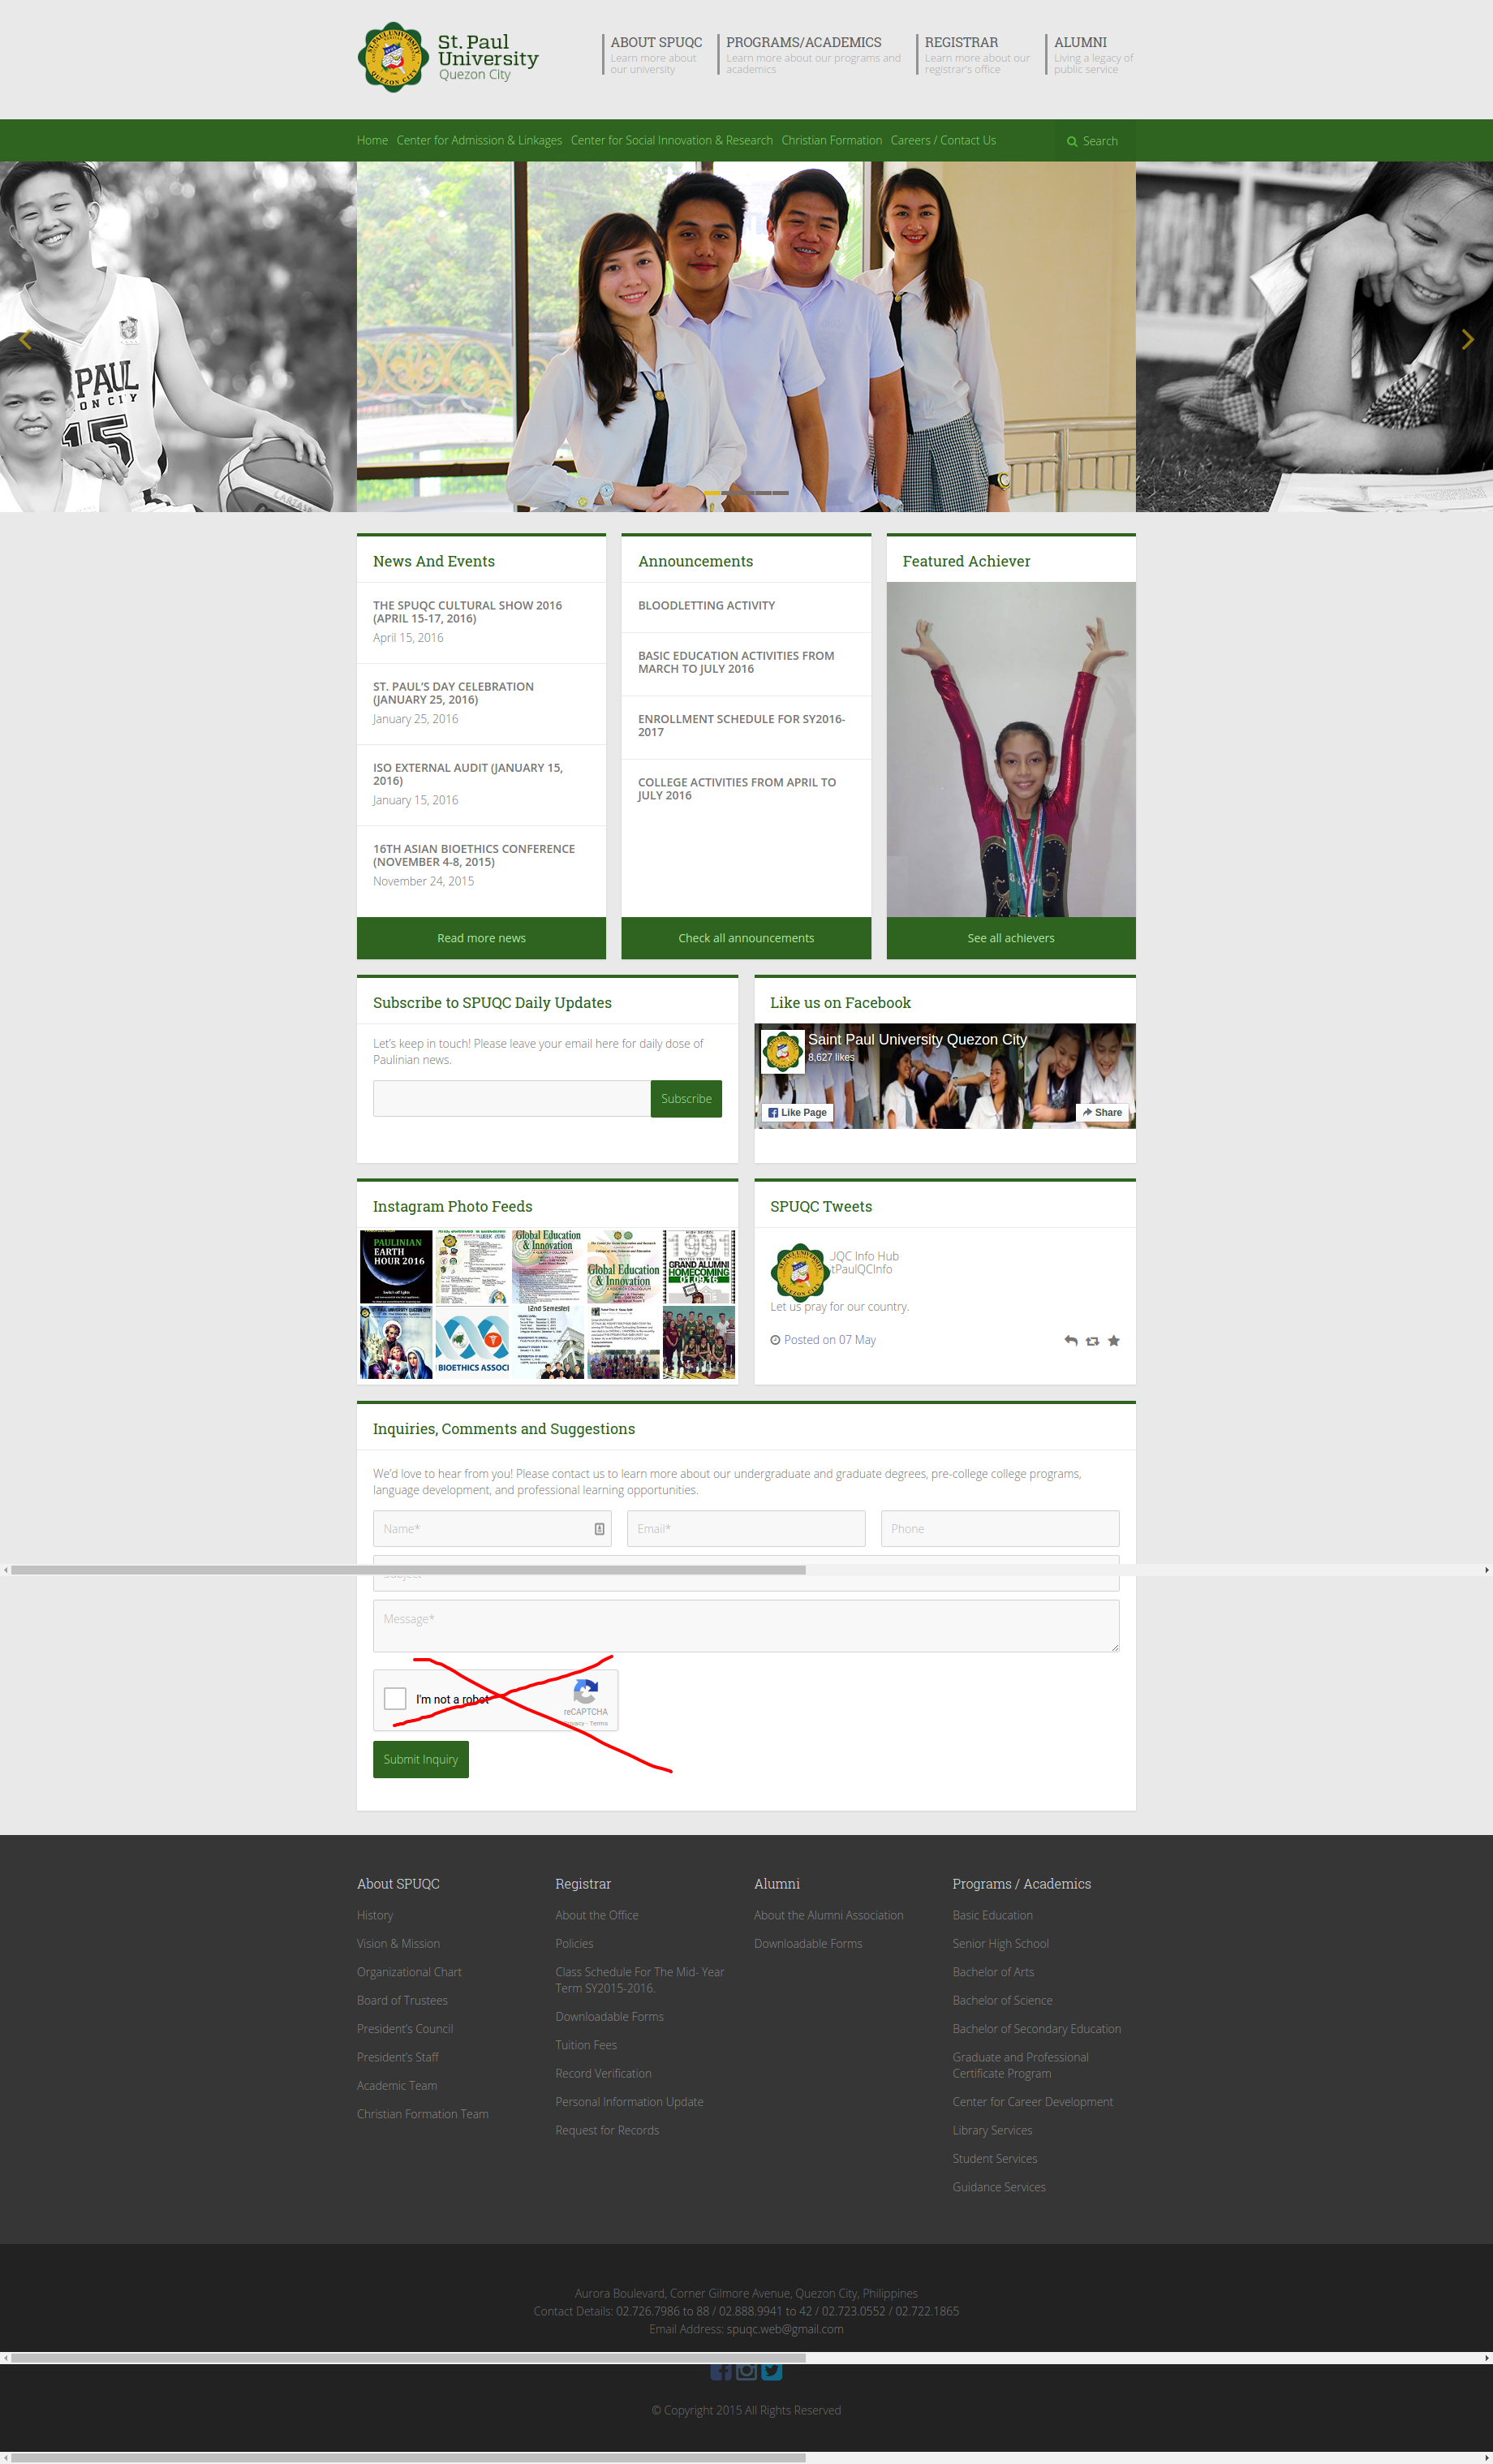 St. Paul
University
Quezon City
ABOUT SPUQC
Learn more about
our university
PROGRAMS/ACADEMICS
Learn more about our programs and
academics
REGISTRAR
Learn more about our
registrar's office
ALUMNI
Living a legacy of
public service
Home Center for Admission & Linkages Center for Social Innovation & Research Christian Formation Careers / Contact Us
Search
PAUL
ON CITY
15
News And Events
THE SPUQC CULTURAL SHOW 2016
(APRIL 15-17, 2016)
April 15, 2016
ST. PAUL'S DAY CELEBRATION
(JANUARY 25, 2016)
January 25, 2016
ISO EXTERNAL AUDIT (JANUARY 15,
2016)
January 15, 2016
16TH ASIAN BIOETHICS CONFERENCE
(NOVEMBER 4-8, 2015)
November 24, 2015
Read more news
Announcements
BLOODLETTING ACTIVITY
BASIC EDUCATION ACTIVITIES FROM
MARCH TO JULY 2016
ENROLLMENT SCHEDULE FOR SY2016-
2017
COLLEGE ACTIVITIES FROM APRIL TO
JULY 2016
Check all announcements
Featured Achiever
See all achievers
Subscribe to SPUQC Daily Updates
Let's keep in touch! Please leave your email here for daily dose of
Paulinian news.
Subscribe
Like us on Facebook
Saint Paul University Quezon City
8,627 likes
Like Page
Share
Instagram Photo Feeds
PAULINIAN
EARTH
HOUR 2016
Switch off lights
Global Education
& Innovation
Global Education
& Innovation
1991
GRAND ALUMNI
HOMECOMING
01.09.16
BIOETHICS ASSOCI
(2nd Semester)
SPUQC Tweets
UQC Info Hub
tPaulQCInfo
Let us pray for our country.
Posted on 07 May
Inquiries, Comments and Suggestions
We'd love to hear from you! Please contact us to learn more about our undergraduate and graduate degrees, pre-college college programs,
language development, and professional learning opportunities.
Name*
Email*
Phone
Message*
I'm not a robot
reCAPTCHA
Privacy - Terms
Submit Inquiry
About SPUQC
History
Vision & Mission
Organizational Chart
Board of Trustees
President's Council
President's Staff
Academic Team
Christian Formation Team
Registrar
About the Office
Policies
Class Schedule For The Mid- Year
Term SY2015-2016.
Downloadable Forms
Tuition Fees
Record Verification
Personal Information Update
Request for Records
Alumni
About the Alumni Association
Downloadable Forms
Programs / Academics
Basic Education
Senior High School
Bachelor of Arts
Bachelor of Science
Bachelor of Secondary Education
Graduate and Professional
Certificate Program
Center for Career Development
Library Services
Student Services
Guidance Services
Aurora Boulevard, Corner Gilmore Avenue, Quezon City, Philippines
Contact Details: 02.726.7986 to 88 / 02.888.9941 to 42 / 02.723.0552 / 02.722.1865
Email Address: spuqc.web@gmail.com
© Copyright 2015 All Rights Reserved